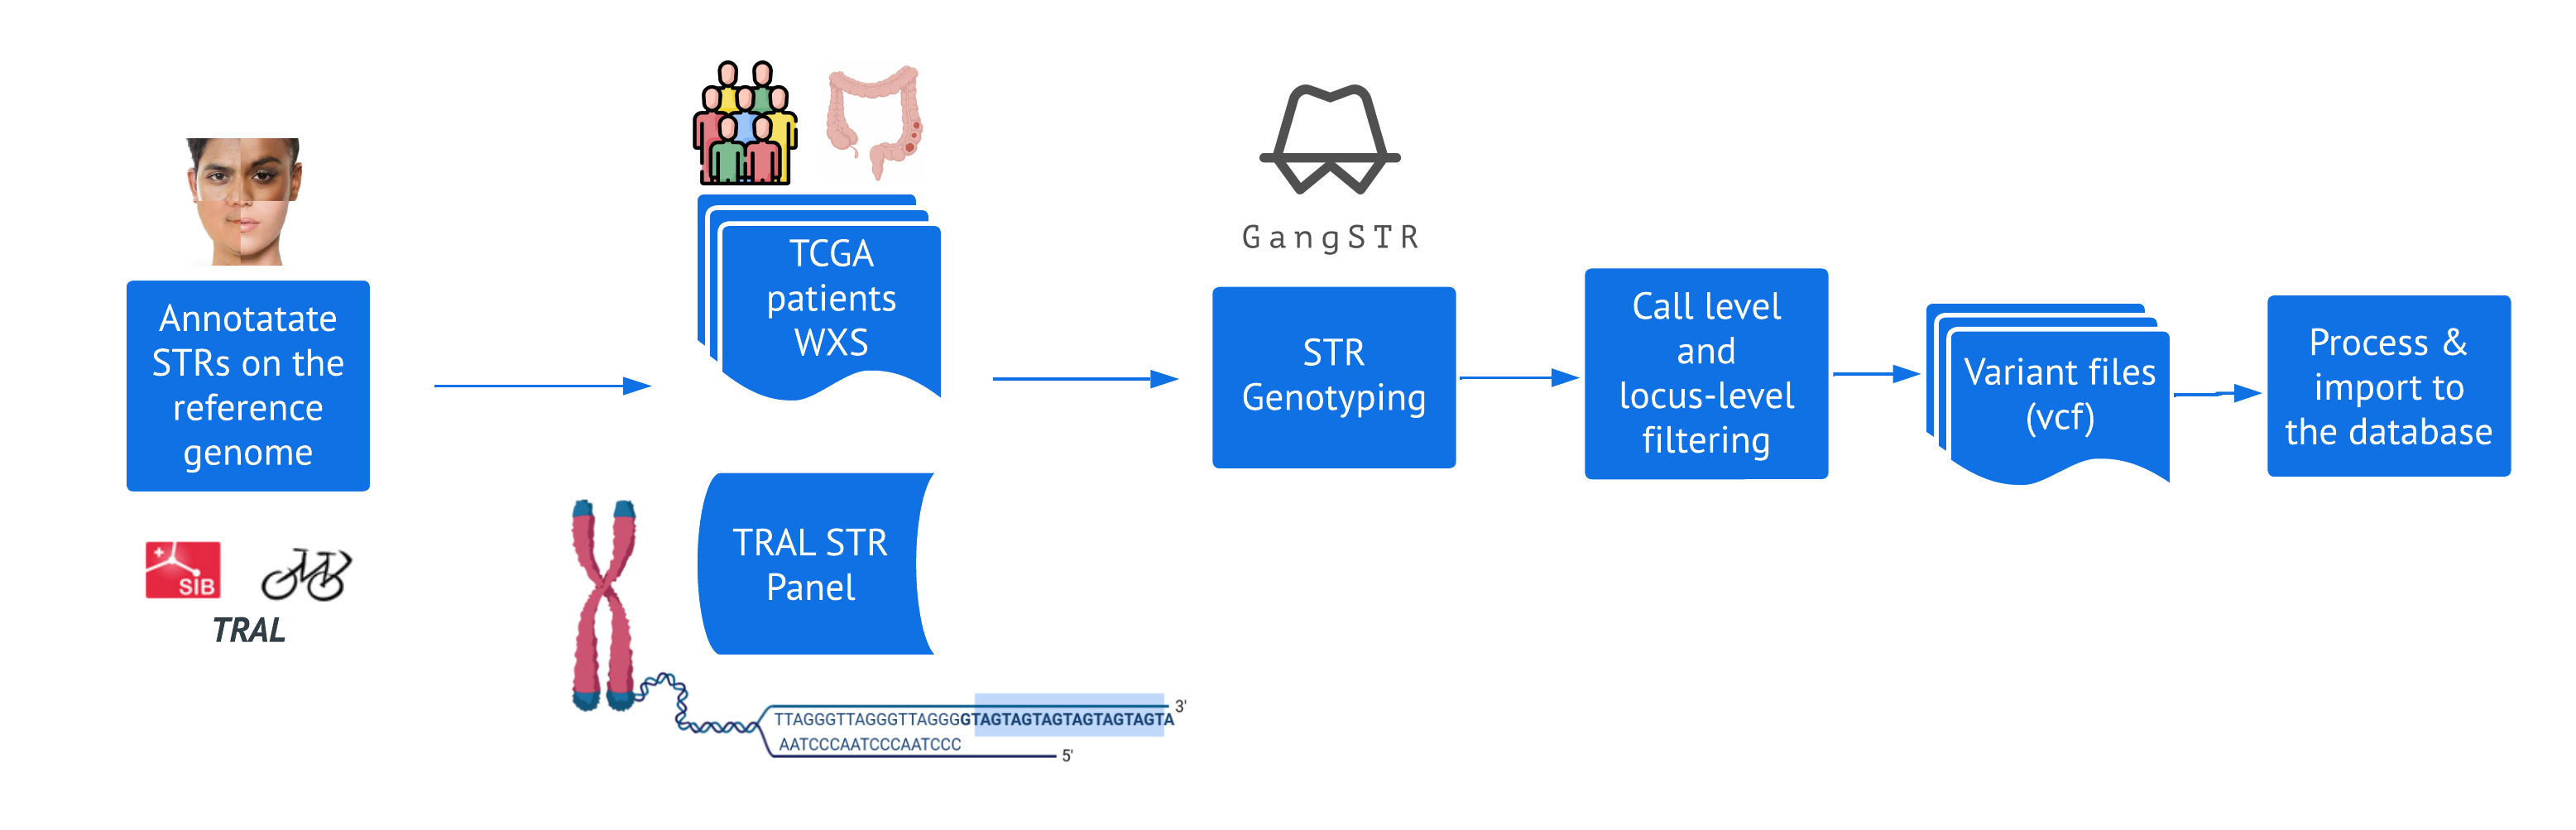 Annotatate
STRs on the
reference
genome
SIB
TRAL
TCGA
patients
WXS
TRAL STR
Panel
TTAGGGTTAGGGTTAGGGGTAGTAGTAGTAGTAGTAGTA
3'
AATCCCAATCCCAATCCC
5'
GangSTR
STR
Genotyping
Call level
and
locus-level
filtering
Variant files
(vcf)
Process &
import to
the database